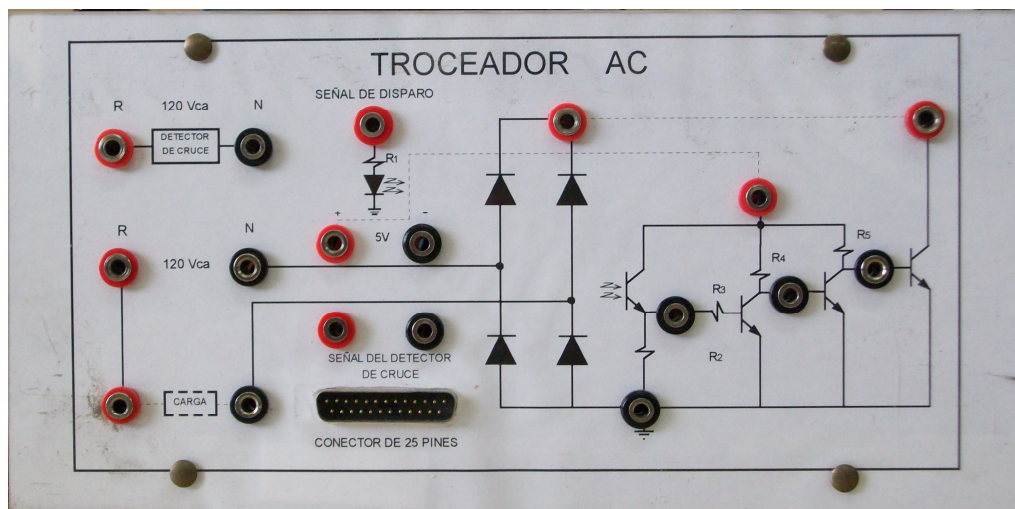 TROCEADOR AC
R 120 Vca N
DETECTOR
DE CRUCE
SEÑAL DE DISPARO
R1
+ -
5V
R N
120 Vca
R5
R4
R3
R2
SEÑAL DEL DETECTOR
DE CRUCE
CARGA
CONECTOR DE 25 PINES